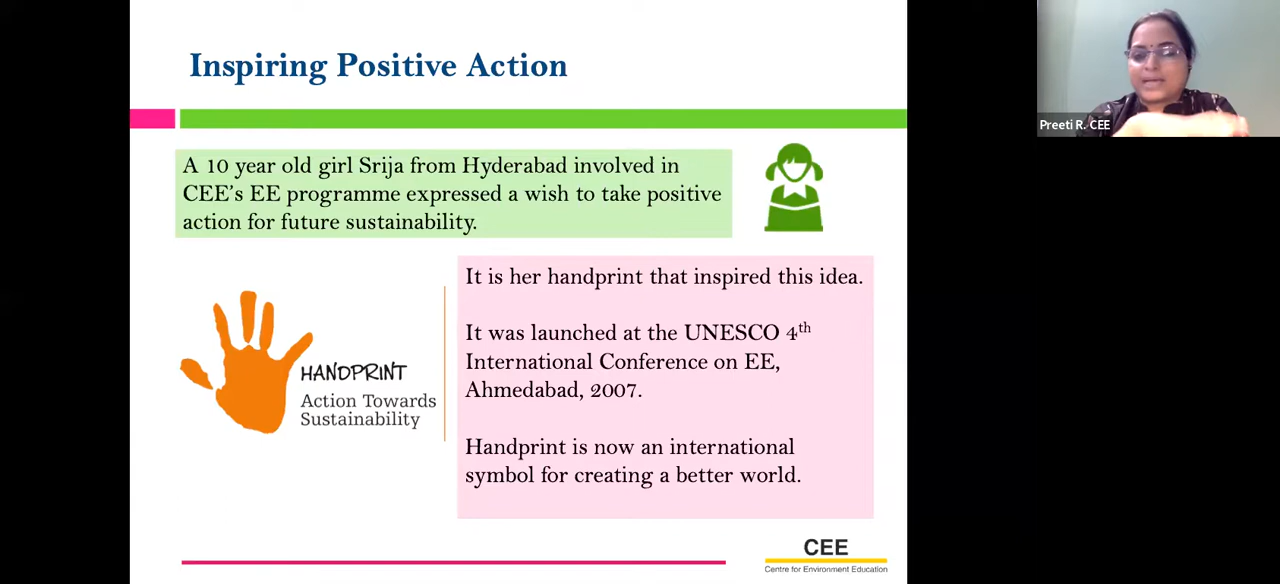 Inspiring Positive Action
Preeti R. CEE
A 10 year old girl Srija from Hyderabad involved in
CEE's EE programme expressed a wish to take positive
action for future sustainability.
It is her handprint that inspired this idea.
It was launched at the UNESCO 4th
International Conference on EE,
Ahmedabad, 2007.
Handprint is now an international
symbol for creating a better world.
HANDPRINT
Action Towards
Sustainability
CEE
Centre for Environment Education